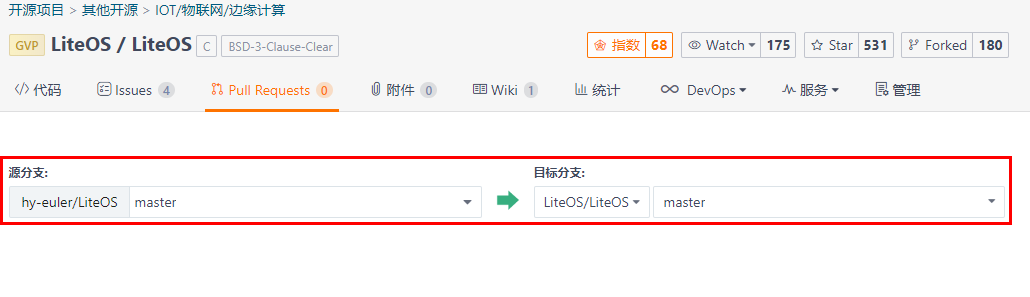 开源项目 > 其他开源 > IOT/物联网/边缘计算
GVP LiteOS / LiteOS C BSD-3-Clause-Clear 指数 68 Watch 175 Star 531 Forked 180
代码 Issues 4 Pull Requests 0 附件 0 Wiki 1 统计 DevOps 服务 管理
源分支: 目标分支:
hy-euler/LiteOS master LiteOS/LiteOS master